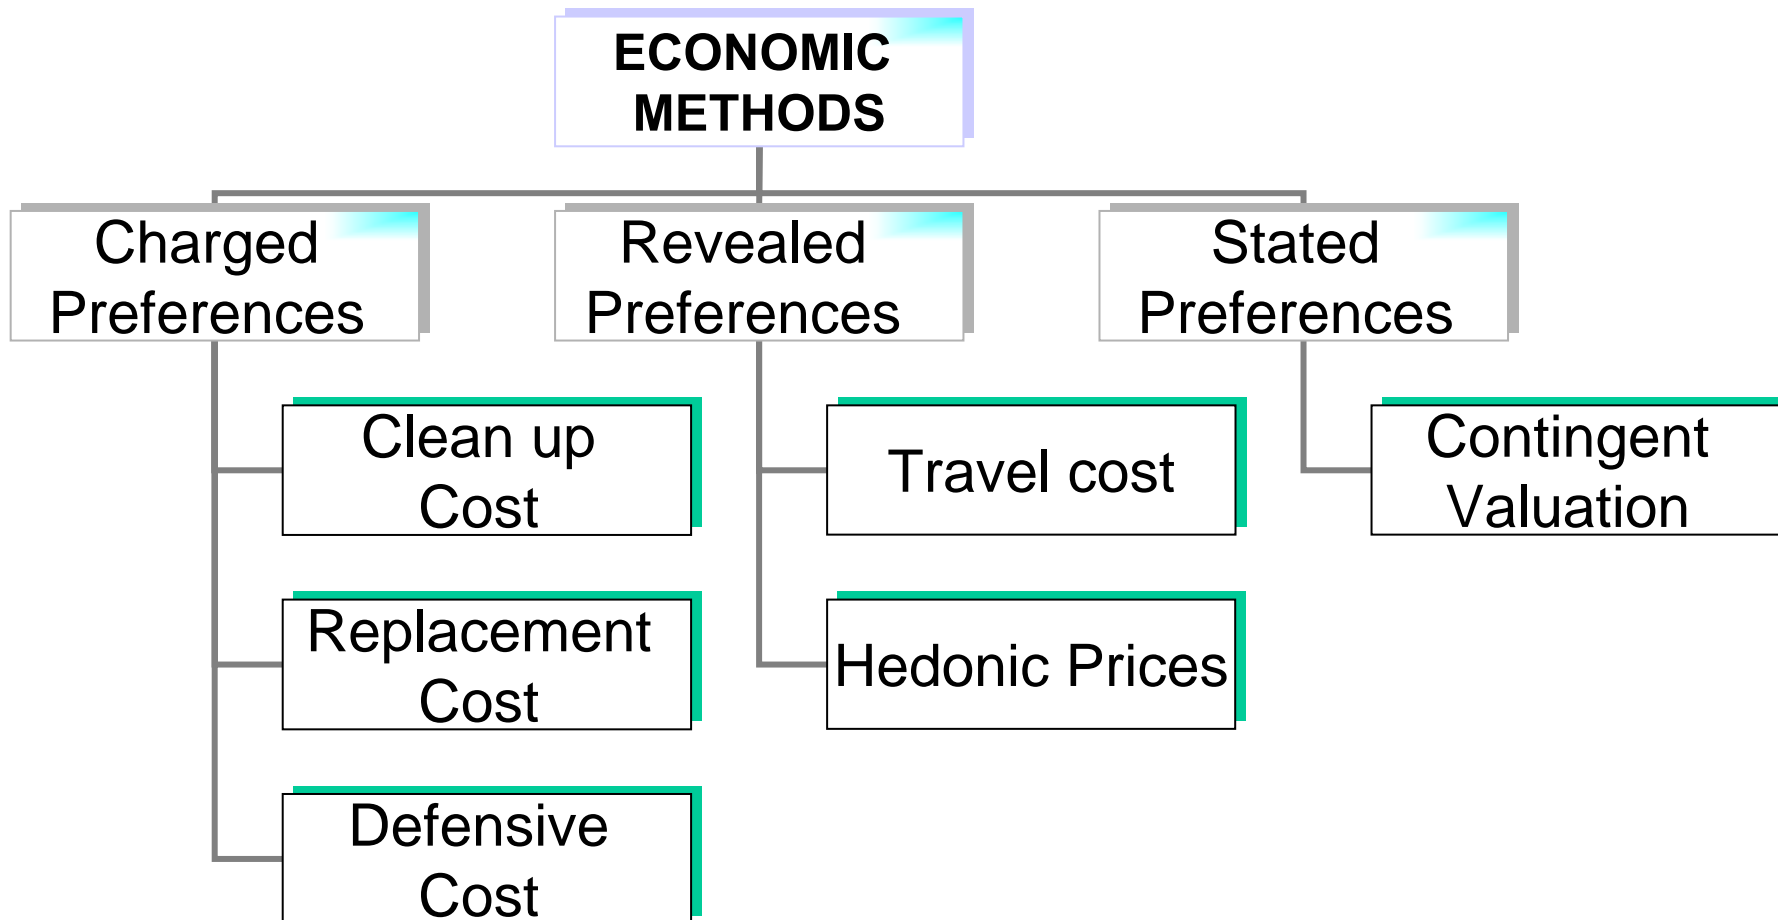 ECONOMIC
METHODS
Charged
Preferences
Revealed
Preferences
Stated
Preferences
Clean up
Cost
Replacement
Cost
Defensive
Cost
Travel cost
Hedonic Prices
Contingent
Valuation